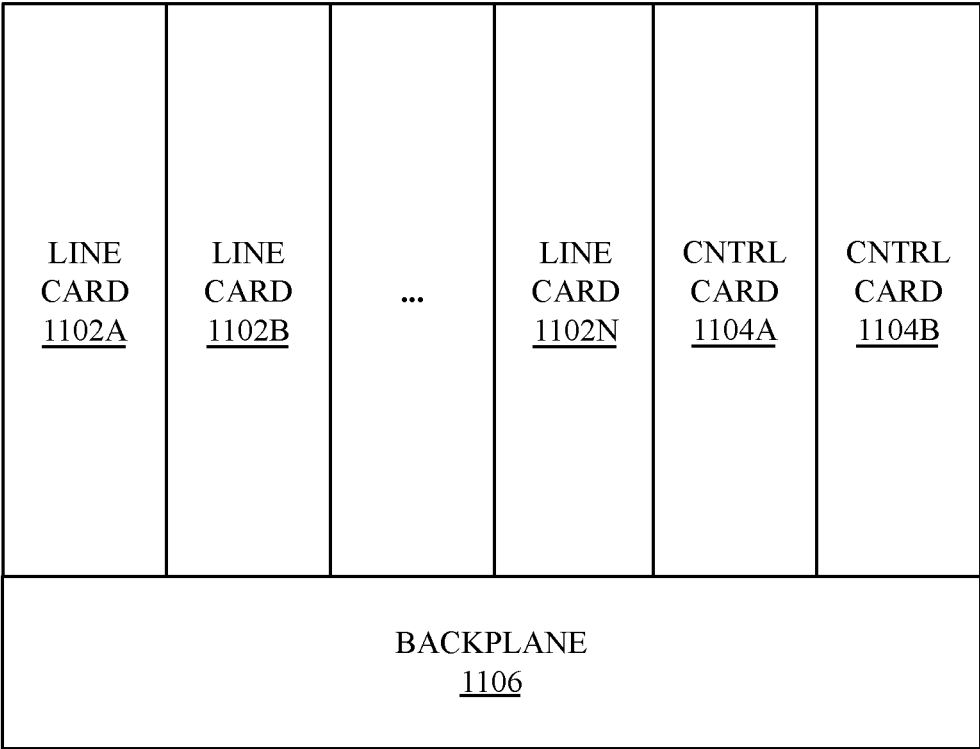 LINE
CARD
1102A
LINE
CARD
1102B
...
LINE
CARD
1102N
CNTRL
CARD
1104A
CNTRL
CARD
1104B
BACKPLANE
1106